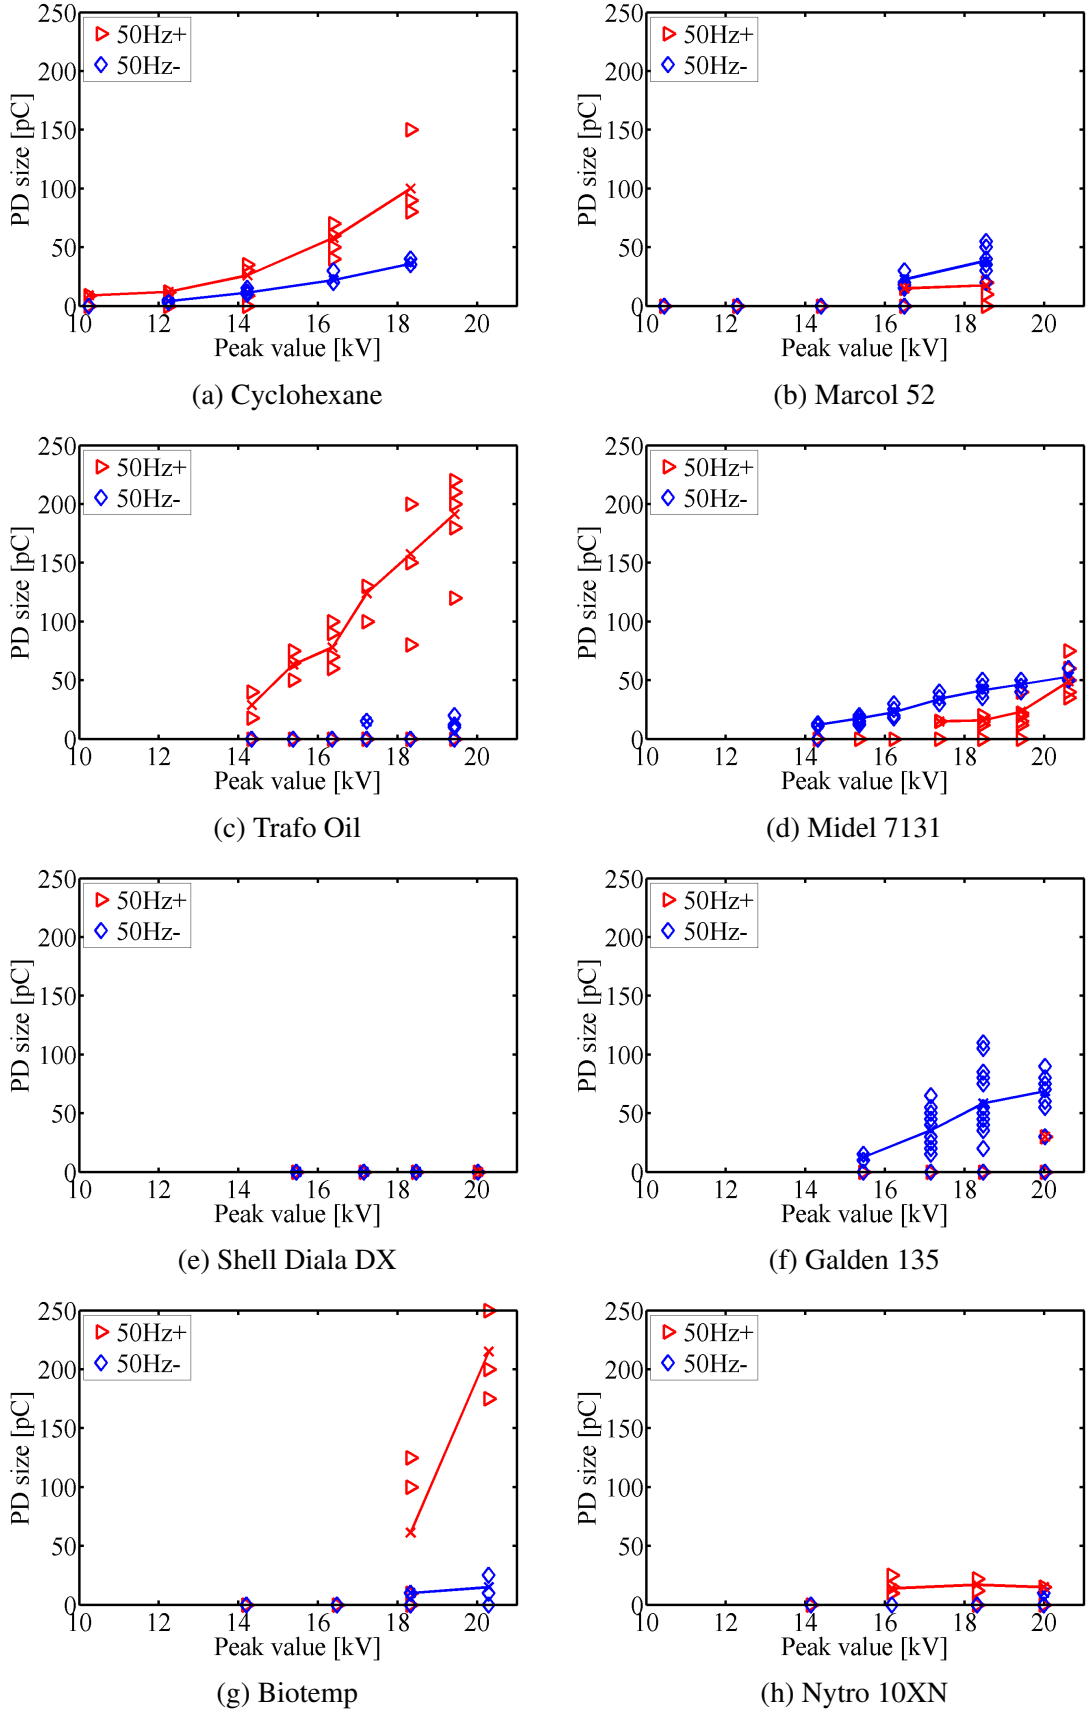 250
200
150
100
50
0
PD size [pC]
50Hz+
50Hz-
10 12 14 16 18 20
Peak value [kV]
(a) Cyclohexane
250
200
150
100
50
0
PD size [pC]
50Hz+
50Hz-
10 12 14 16 18 20
Peak value [kV]
(b) Marcol 52
250
200
150
100
50
0
PD size [pC]
50Hz+
50Hz-
10 12 14 16 18 20
Peak value [kV]
(c) Trafo Oil
250
200
150
100
50
0
PD size [pC]
50Hz+
50Hz-
10 12 14 16 18 20
Peak value [kV]
(d) Midel 7131
250
200
150
100
50
0
PD size [pC]
50Hz+
50Hz-
10 12 14 16 18 20
Peak value [kV]
(e) Shell Diala DX
250
200
150
100
50
0
PD size [pC]
50Hz+
50Hz-
10 12 14 16 18 20
Peak value [kV]
(f) Galden 135
250
200
150
100
50
0
PD size [pC]
50Hz+
50Hz-
10 12 14 16 18 20
Peak value [kV]
(g) Biotemp
250
200
150
100
50
0
PD size [pC]
50Hz+
50Hz-
10 12 14 16 18 20
Peak value [kV]
(h) Nytro 10XN